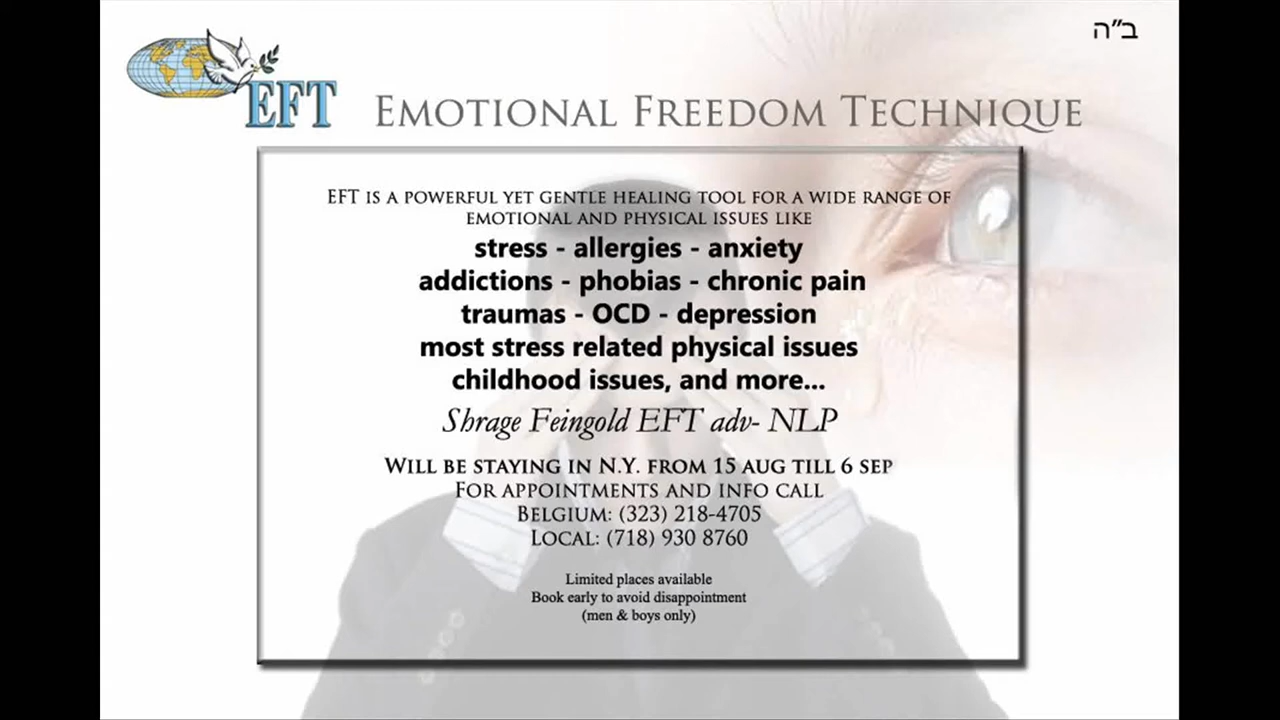 ב"ה
EFT
EMOTIONAL FREEDOM TECHNIQUE
EFT IS A POWERFUL YET GENTLE HEALING TOOL FOR A WIDE RANGE OF
EMOTIONAL AND PHYSICAL ISSUES LIKE
stress - allergies - anxiety
addictions - phobias - chronic pain
traumas - OCD - depression
most stress related physical issues
childhood issues, and more...
Shrage Feingold EFT adv- NLP
WILL BE STAYING IN N.Y. FROM 15 AUG TILL 6 SEP
FOR APPOINTMENTS AND INFO CALL
BELGIUM: (323) 218-4705
LOCAL: (718) 930 8760
Limited places available
Book early to avoid disappointment
(men & boys only)